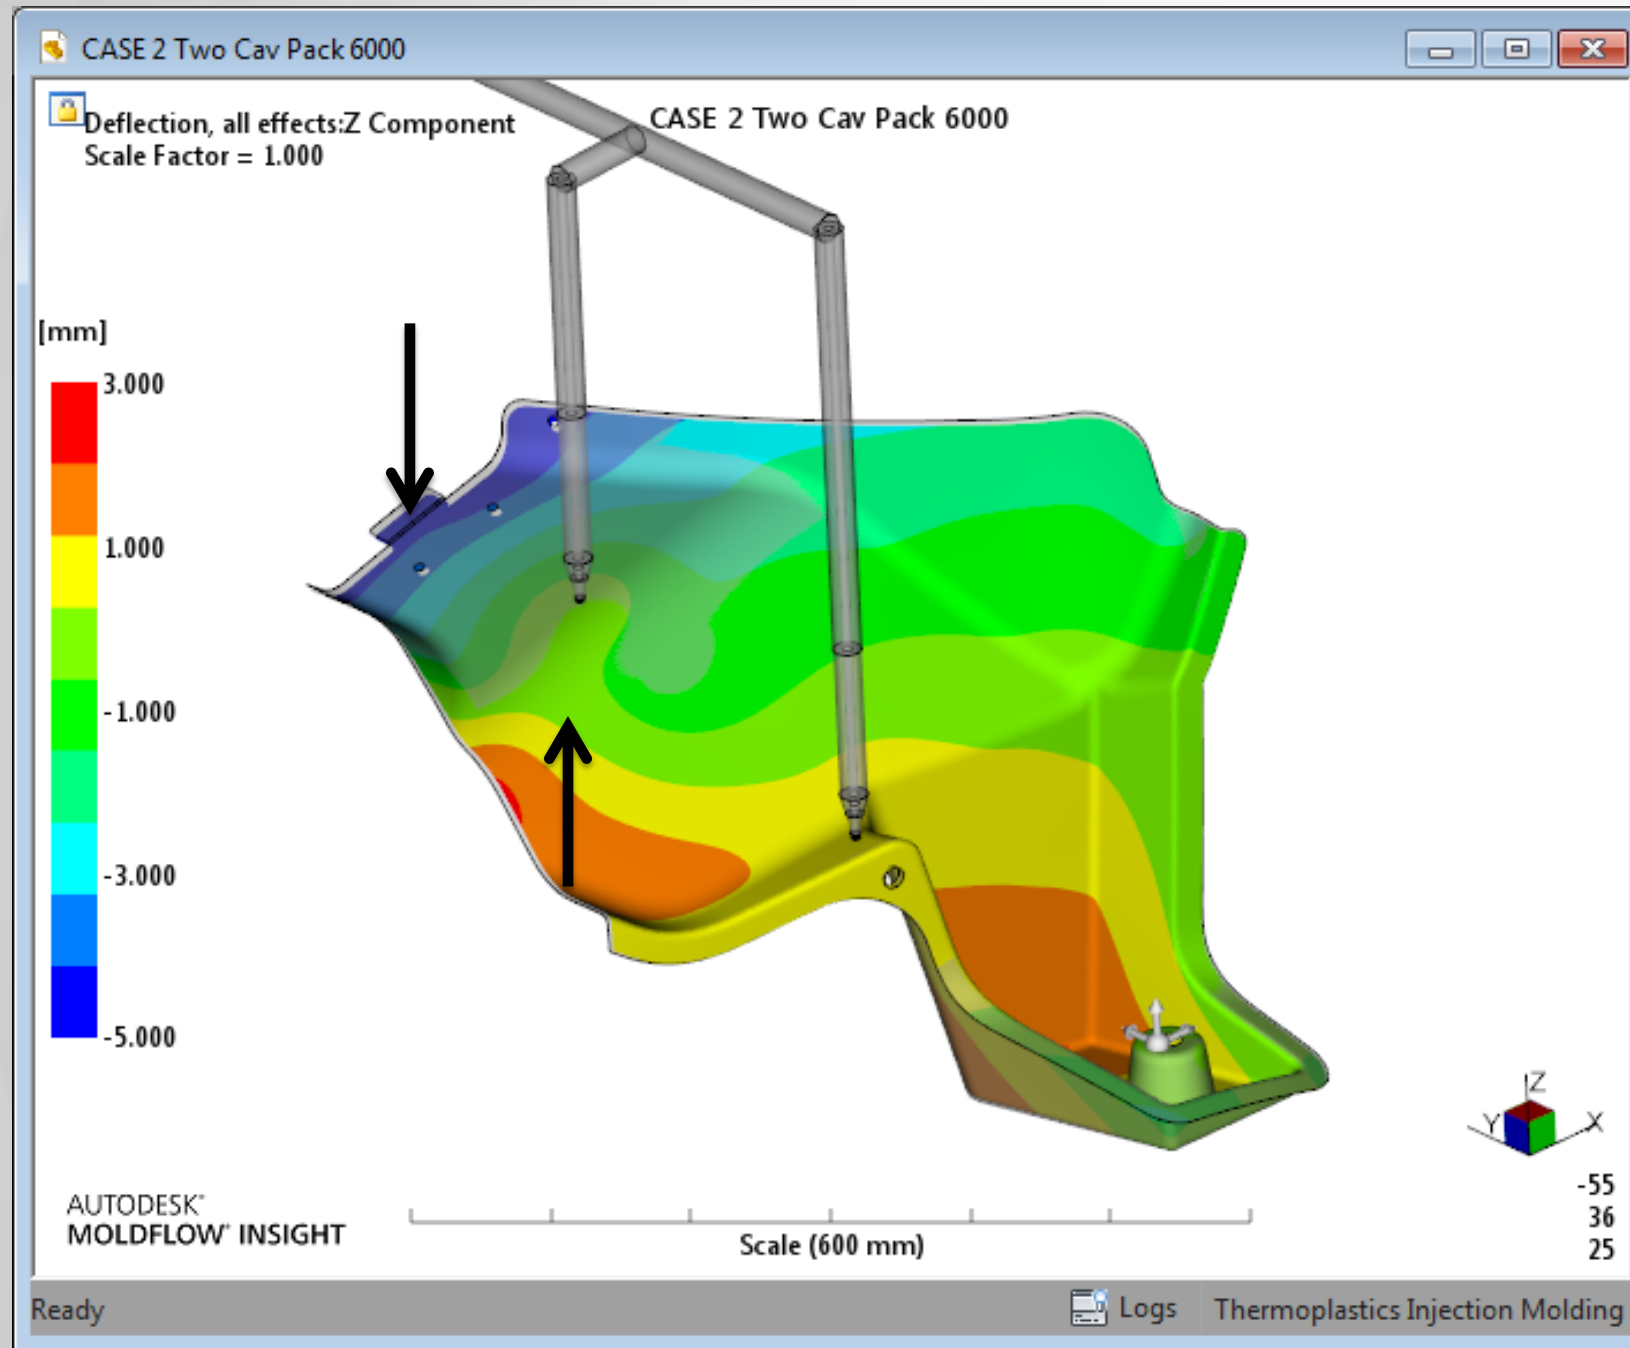 CASE 2 Two Cav Pack 6000
Deflection, all effects:Z Component
Scale Factor = 1.000
CASE 2 Two Cav Pack 6000
[mm]
3.000
1.000
-1.000
-3.000
-5.000
Z
Y
X
-55
36
25
AUTODESK®
MOLDFLOW® INSIGHT
Scale (600 mm)
Ready
Logs
Thermoplastics Injection Molding